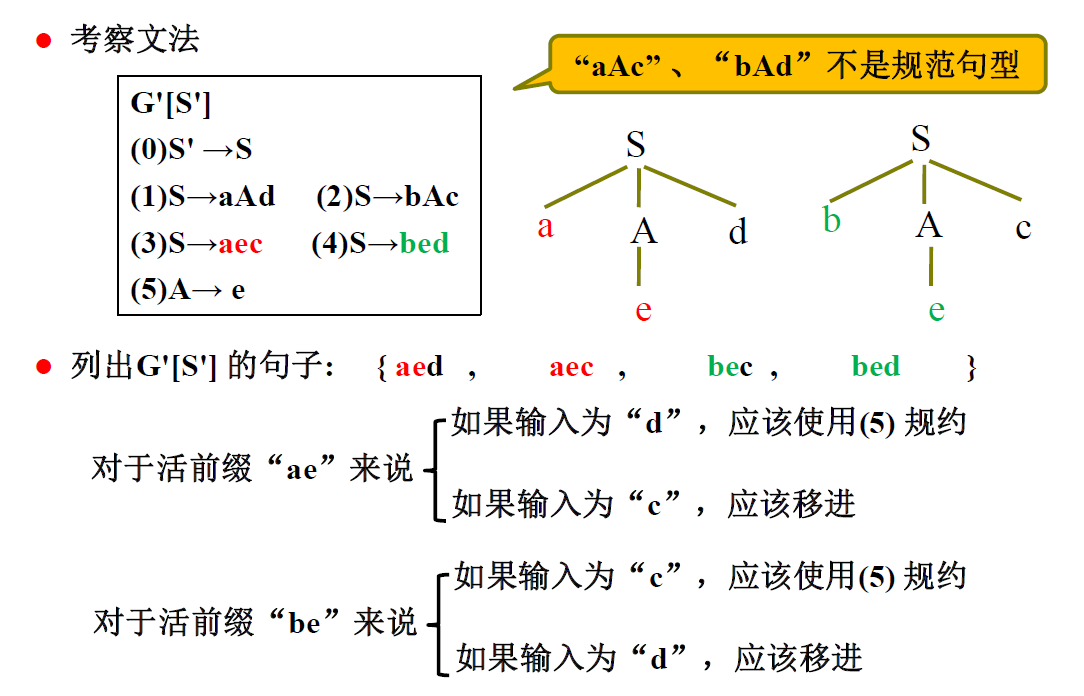 考察文法
“aAc”、“bAd”不是规范句型
G'[S']
(0)S' →S
(1)S→aAd (2)S→bAc
(3)S→aec (4)S→bed
(5)A→ e
S
a A d
e
S
b A c
e
列出G'[S'] 的句子： { aed , aec , bec , bed }
对于活前缀“ae”来说
如果输入为“d”，应该使用(5) 规约
如果输入为“c”，应该移进
对于活前缀“be”来说
如果输入为“c”，应该使用(5) 规约
如果输入为“d”，应该移进